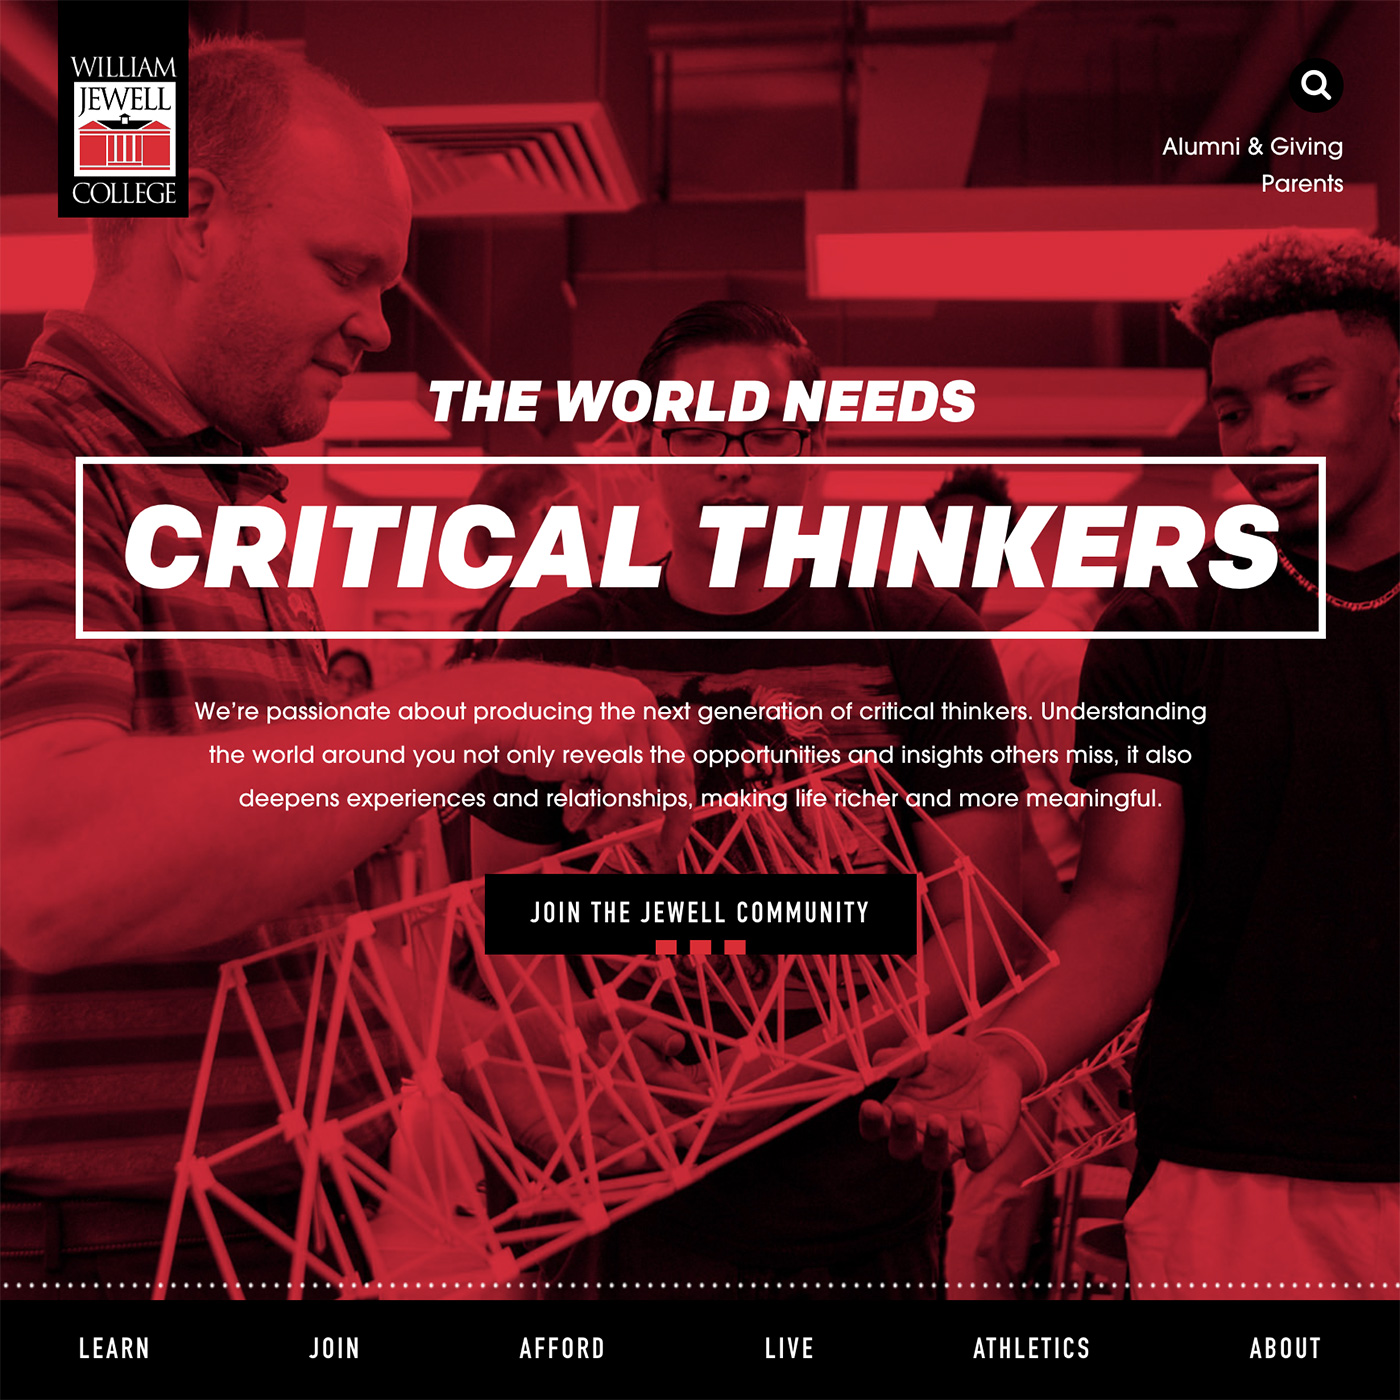 WILLIAM
JEWELL
COLLEGE
Alumni & Giving
Parents
THE WORLD NEEDS
CRITICAL THINKERS
We’re passionate about producing the next generation of critical thinkers. Understanding
the world around you not only reveals the opportunities and insights others miss, it also
deepens experiences and relationships, making life richer and more meaningful.
JOIN THE JEWELL COMMUNITY
LEARN
JOIN
AFFORD
LIVE
ATHLETICS
ABOUT